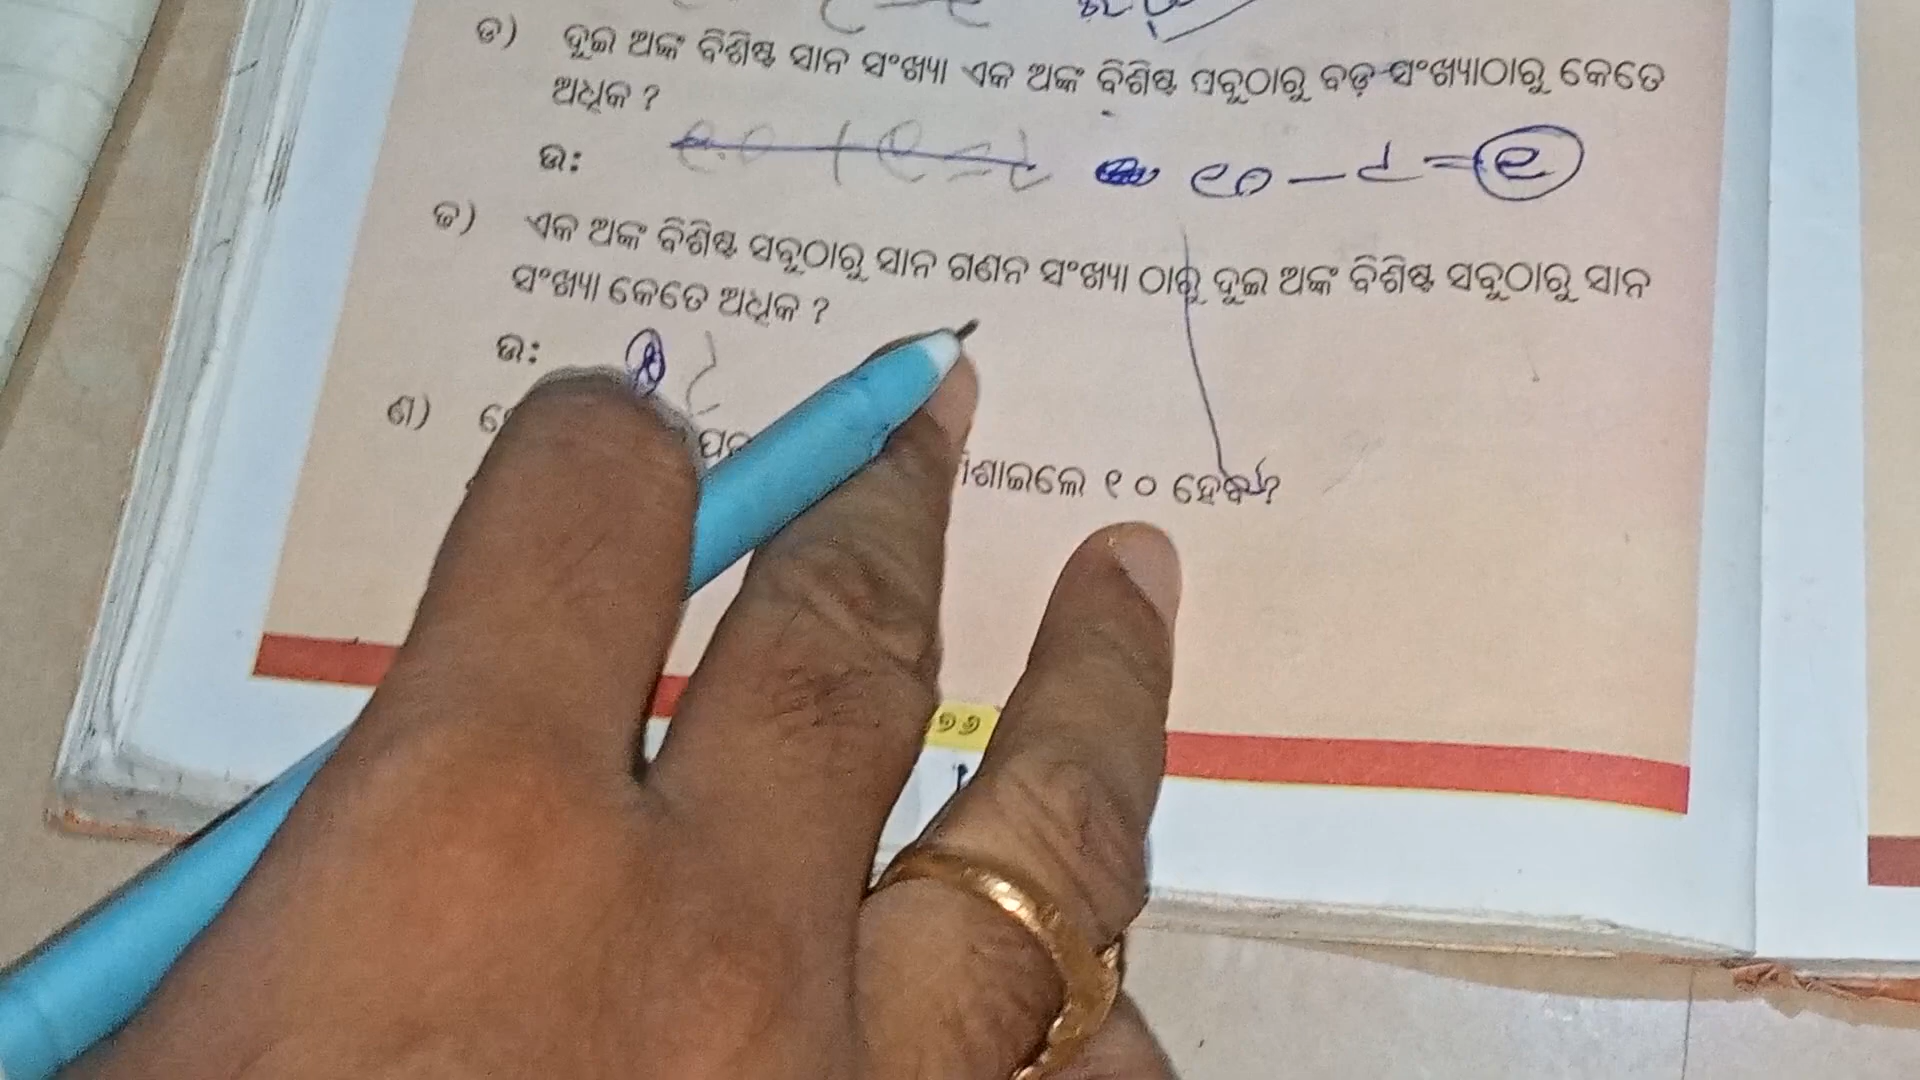 ଡ) ଦୁଇ ଅଙ୍କ ବିଶିଷ୍ଟ ସାନ ସଂଖ୍ୟା ଏକ ଅଙ୍କ ବିଶିଷ୍ଟ ସବୁଠାରୁ ବଡ଼ ସଂଖ୍ୟାଠାରୁ କେତେ
ଅଧିକ ?
ଉ: ୧୦ – ୯ = ୧
ଢ) ଏକ ଅଙ୍କ ବିଶିଷ୍ଟ ସବୁଠାରୁ ସାନ ଗଣନ ସଂଖ୍ୟା ଠାରୁ ଦୁଇ ଅଙ୍କ ବିଶିଷ୍ଟ ସବୁଠାରୁ ସାନ
ସଂଖ୍ୟା କେତେ ଅଧିକ ?
ଉ:
ଣ)
ମିଶାଇଲେ ୧୦ ହେବ?